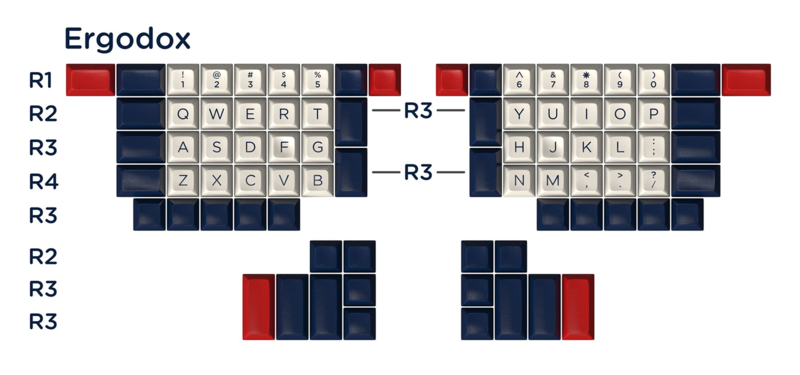 Ergodox
R1 ! 1 @ 2 # 3 $ 4 % 5 ^ 6 & 7 * 8 ( 9 ) 0
R2 Q W E R T R3 Y U I O P
R3 A S D F G H J K L : ;
R4 Z X C V B R3 N M < , > . ? /
R3
R2
R3
R3